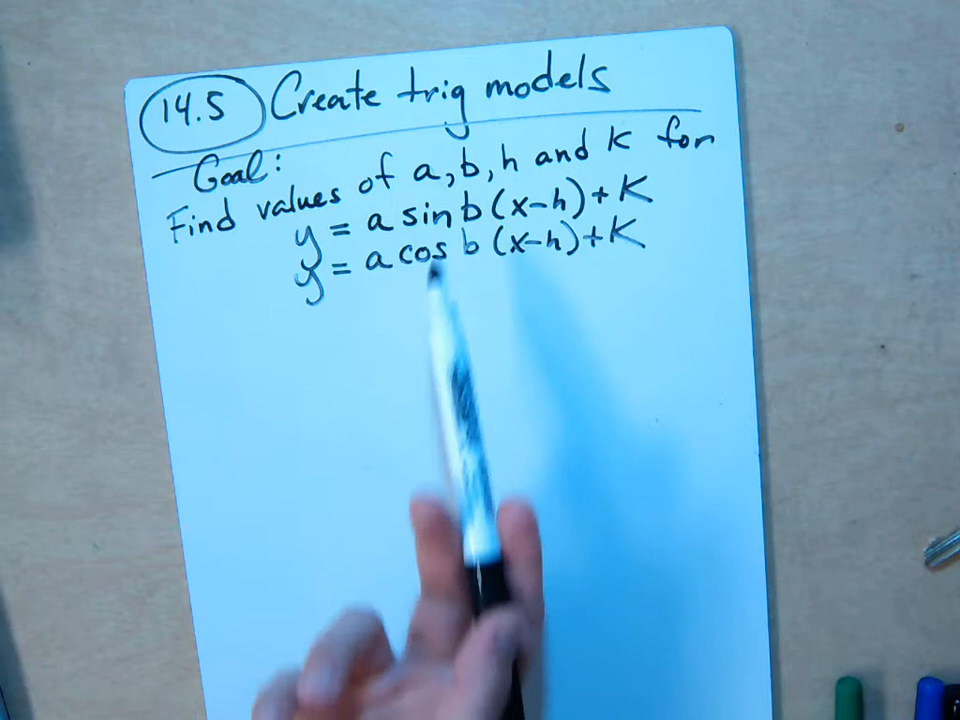 14.5 Create trig models
Goal:
Find values of a, b, h and k for
y = a sin b (x-h) + K
y = a cos b (x-h) + K